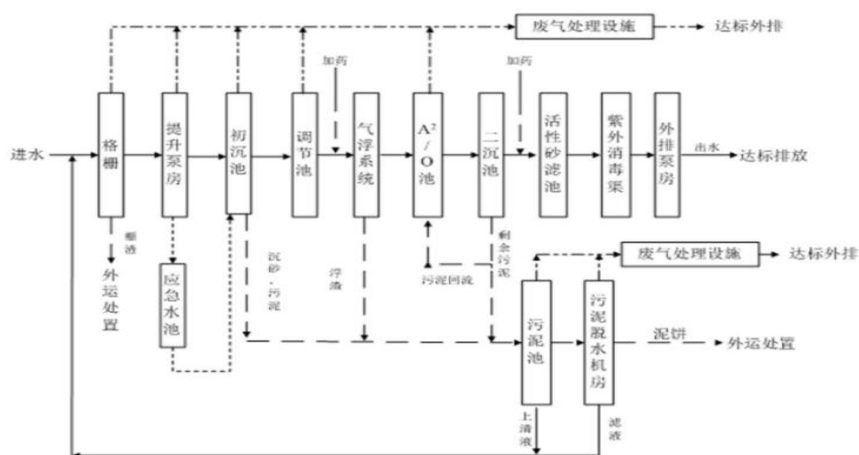 废气处理设施
达标外排
加药
加药
进水
格栅
提升泵房
初沉池
调节池
气浮系统
A²/O池
二沉池
活性砂滤池
紫外消毒渠
外排泵房
出水
达标排放
栅渣
外运处置
应急水池
沉砂、污泥
浮渣
污泥回流
剩余污泥
废气处理设施
达标外排
污泥池
污泥脱水机房
泥饼
外运处置
上清液
滤液